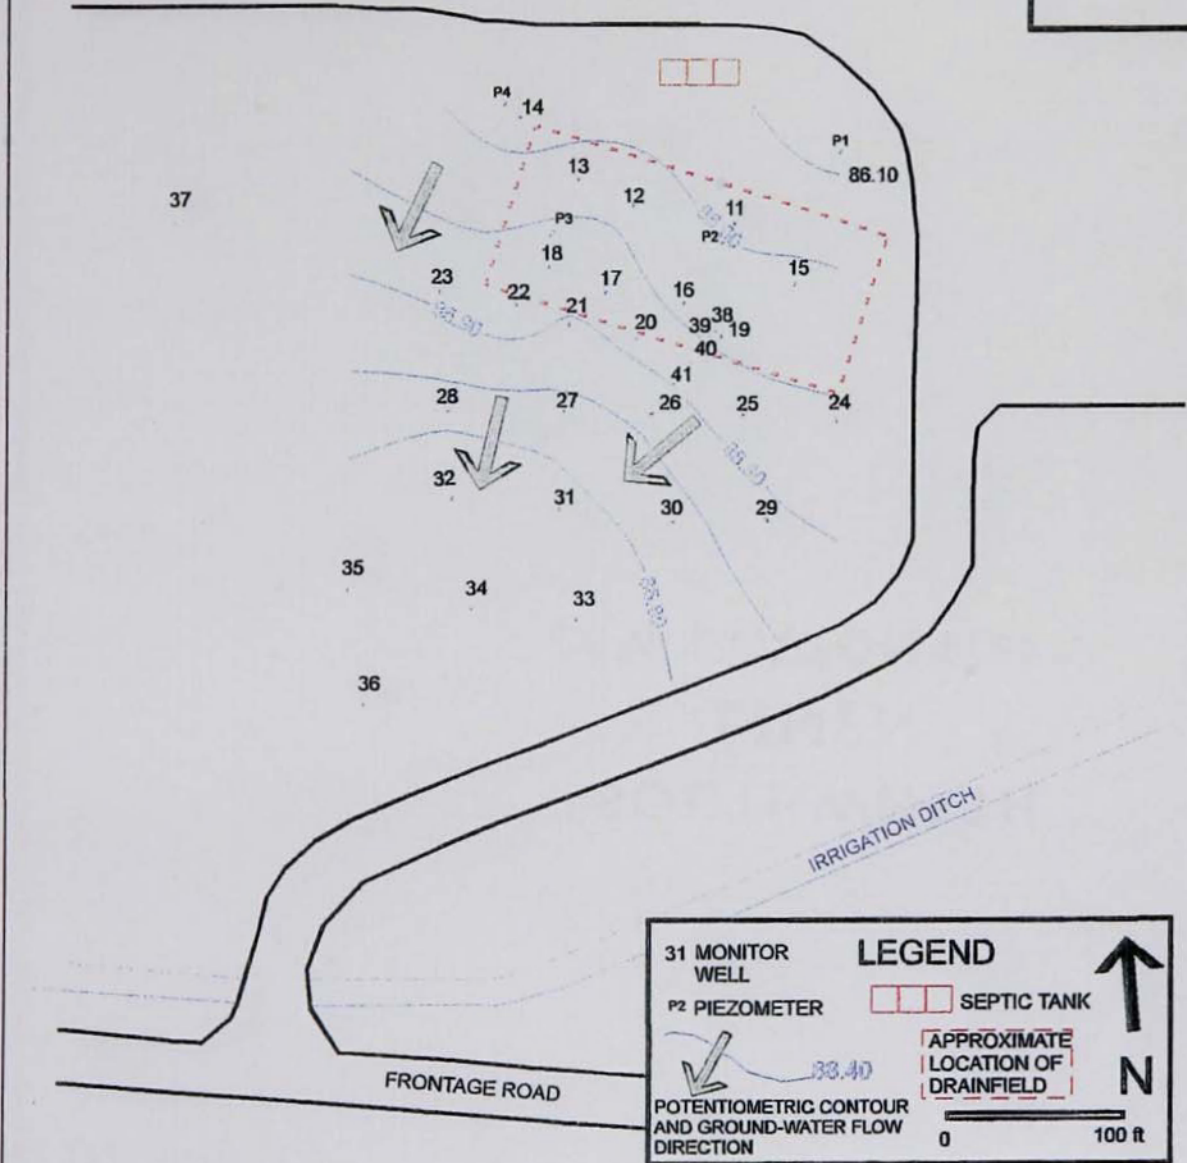 P4
14
P1
86.10
13
37
12
11
P3
P2
18
15
23
17
22
16
21
38
20
39
19
40
41
28
27
26
25
24
32
31
30
29
35
34
33
36
IRRIGATION DITCH
FRONTAGE ROAD
LEGEND
31 MONITOR
WELL
P2 PIEZOMETER
SEPTIC TANK
APPROXIMATE
LOCATION OF
DRAINFIELD
N
POTENTIOMETRIC CONTOUR
AND GROUND-WATER FLOW
DIRECTION
0
100 ft